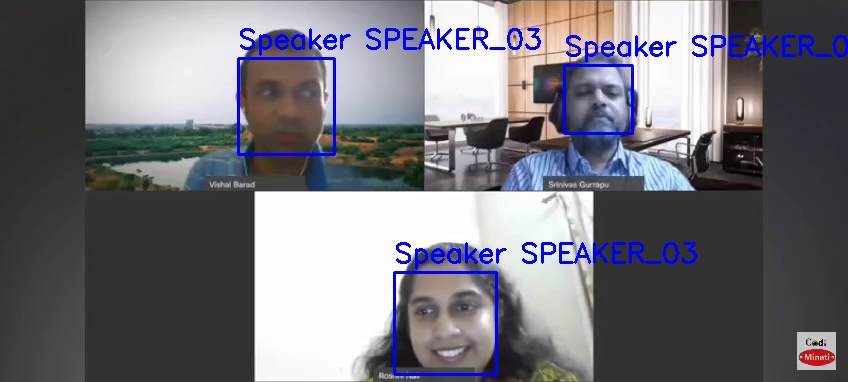 Speaker SPEAKER_03
Speaker SPEAKER_0
Vishal Barad
Srinivas Gurrapu
Speaker SPEAKER_03
Codi
Minati